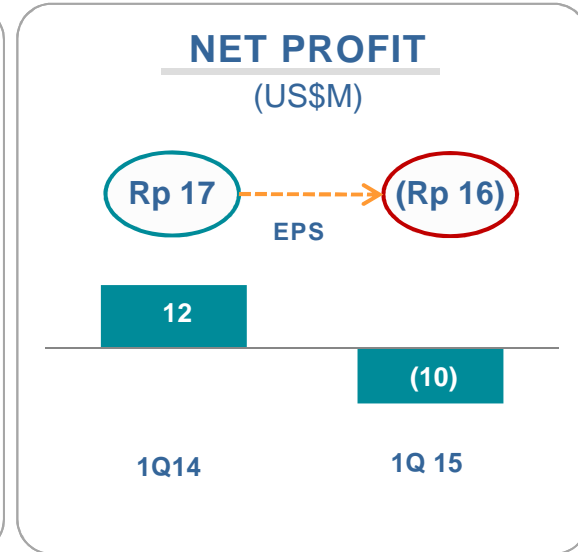 NET PROFIT
(US$M)
Rp 17
(Rp 16)
EPS
12
(10)
1Q14
1Q 15